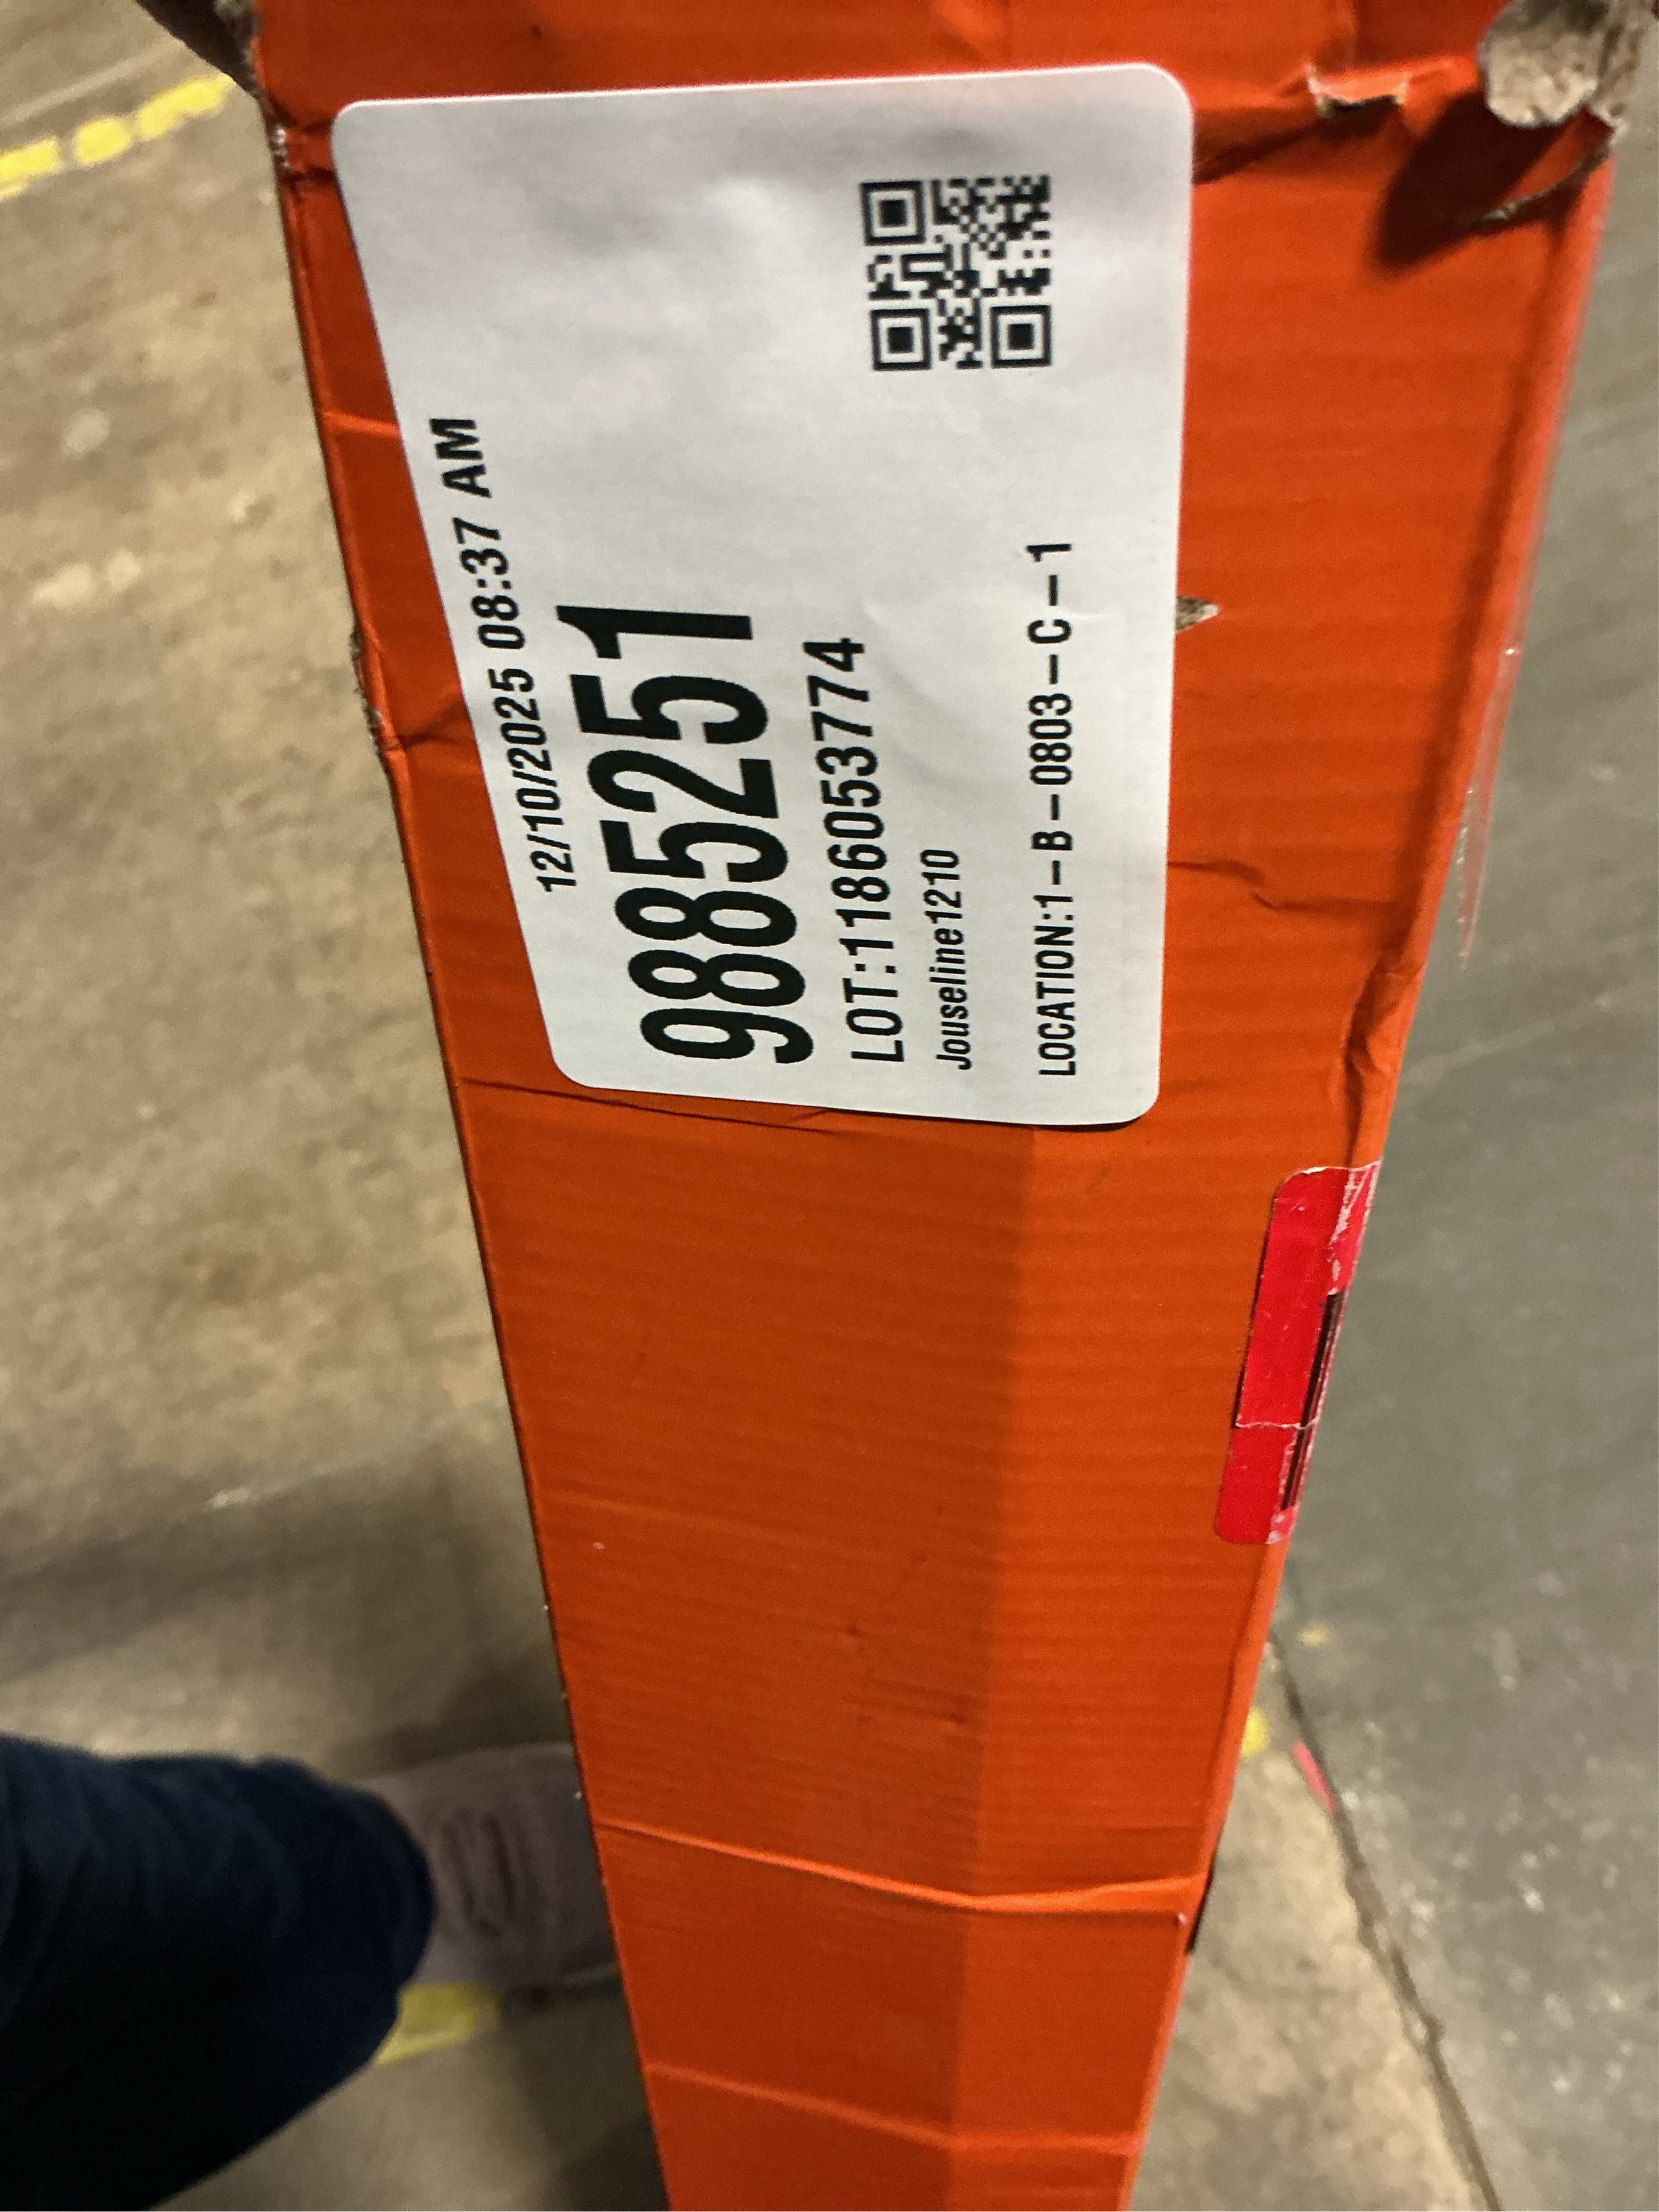 12/10/2025 08:37 AM
9885251
LOT:1186053774
Jouseline1210
LOCATION:1-B-0803-C-1